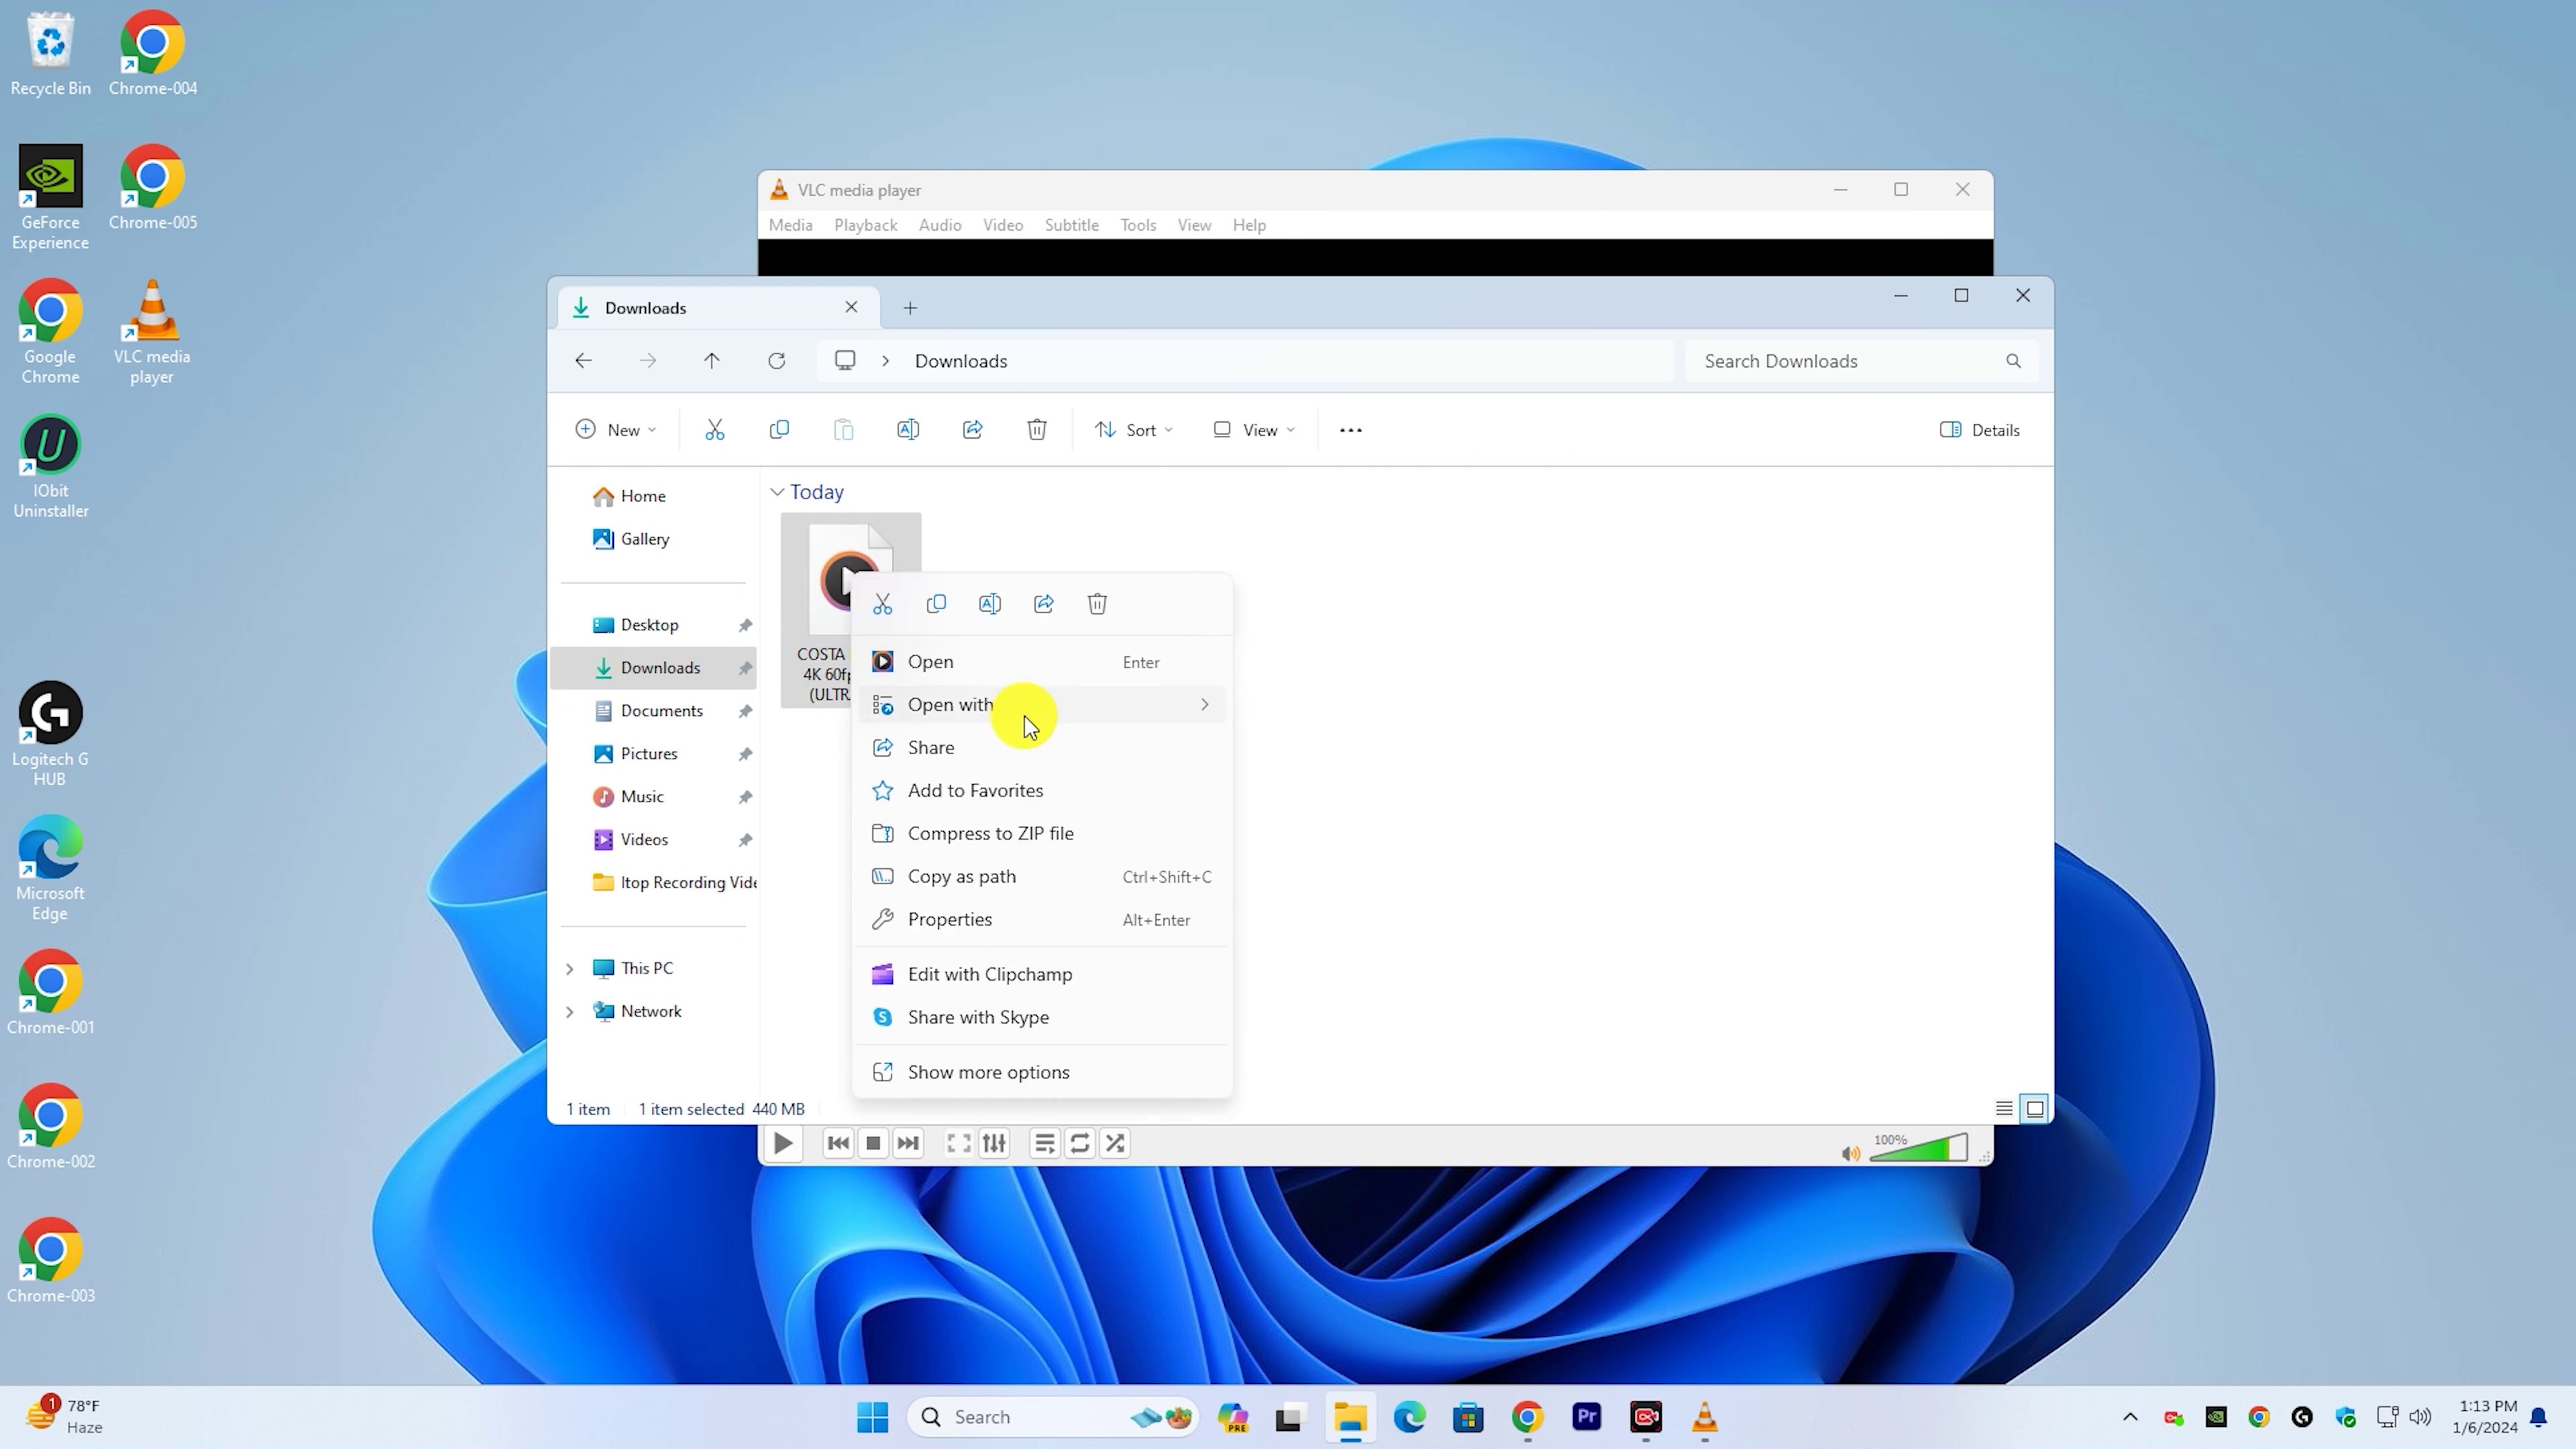 Recycle Bin
Chrome-004
GeForce
Experience
Chrome-005
Google
Chrome
VLC media
player
IObit
Uninstaller
Logitech G
HUB
Microsoft
Edge
Chrome-001
Chrome-002
Chrome-003
VLC media player
Media Playback Audio Video Subtitle Tools View Help
Downloads
Downloads
Search Downloads
New
Sort
View
Details
Home
Gallery
Desktop
Downloads
Documents
Pictures
Music
Videos
Itop Recording Vide
This PC
Network
Today
COSTA
4K 60fp
(ULTR
Open Enter
Open with
Share
Add to Favorites
Compress to ZIP file
Copy as path Ctrl+Shift+C
Properties Alt+Enter
Edit with Clipchamp
Share with Skype
Show more options
1 item 1 item selected 440 MB
100%
1
78°F
Haze
Search
PRE
Pr
1:13 PM
1/6/2024